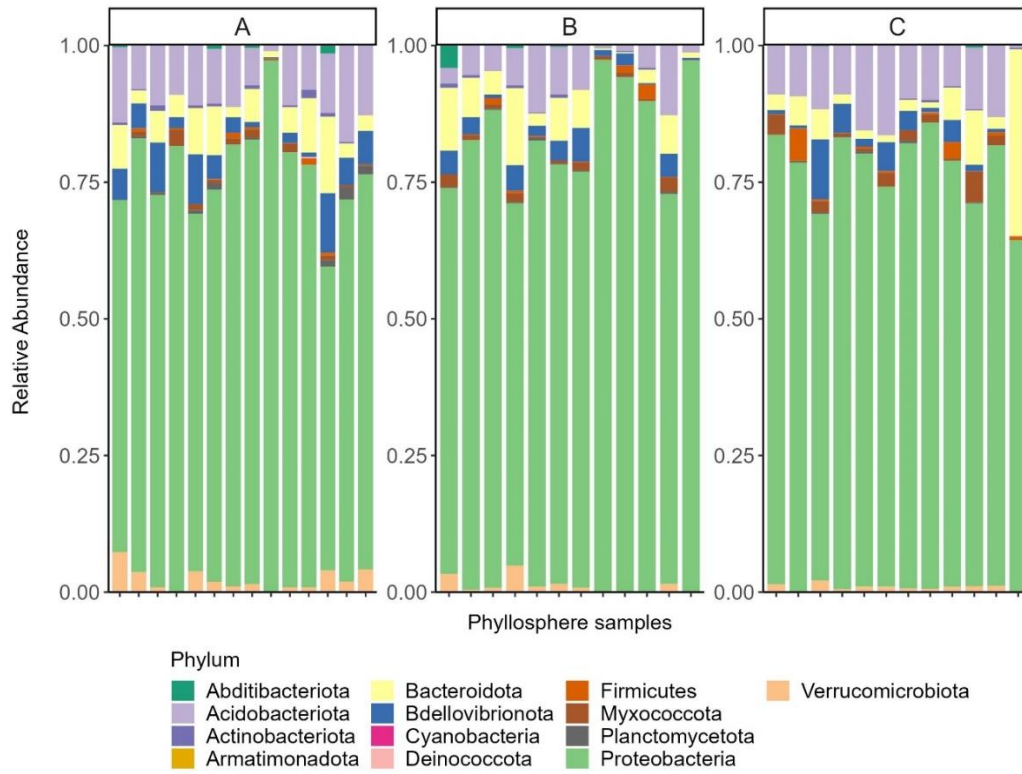 A B C
1.00 1.00 1.00
0.75 0.75 0.75
0.50 0.50 0.50
0.25 0.25 0.25
0.00 0.00 0.00
Relative Abundance
Phyllosphere samples
Phylum
Abditibacteriota Bacteroidota Firmicutes Verrucomicrobiota
Acidobacteriota Bdellovibrionota Myxococcota
Actinobacteriota Cyanobacteria Planctomycetota
Armatimonadota Deinococcota Proteobacteria